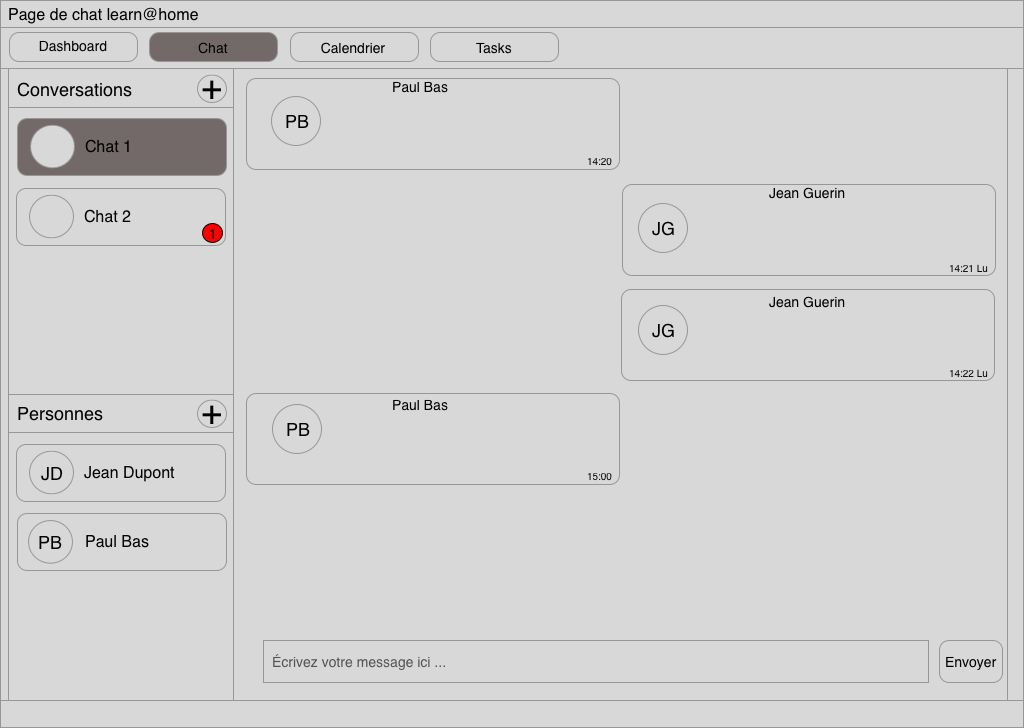 Page de chat learn@home
Dashboard
Chat
Calendrier
Tasks
Conversations
Chat 1
Chat 2
1
Personnes
JD
Jean Dupont
PB
Paul Bas
Paul Bas
PB
14:20
Jean Guerin
JG
14:21 Lu
Jean Guerin
JG
14:22 Lu
Paul Bas
PB
15:00
Écrivez votre message ici ...
Envoyer